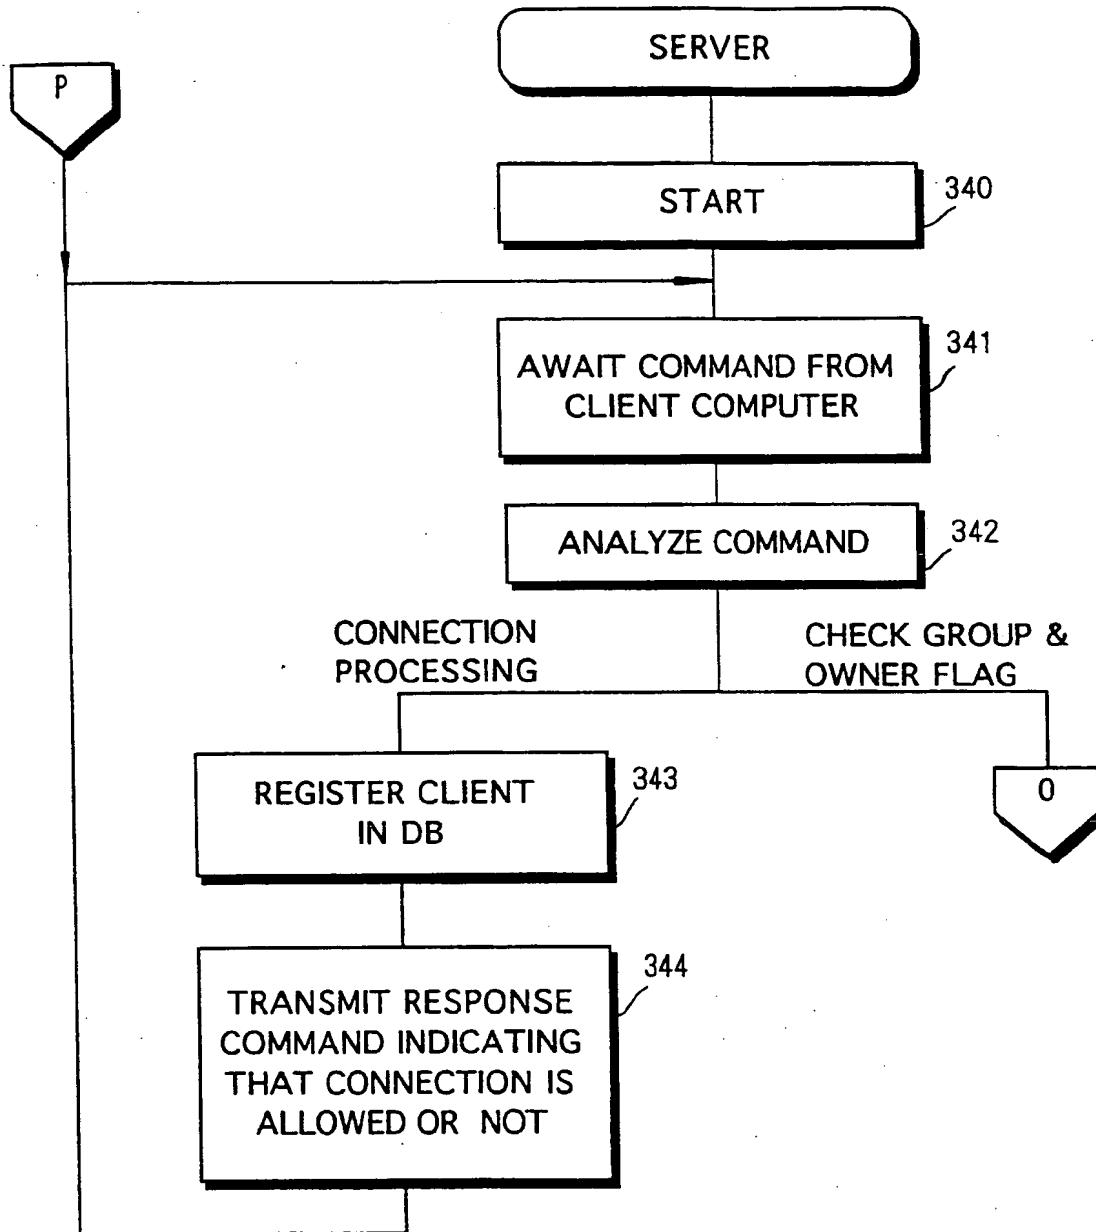 SERVER
P
START
340
AWAIT COMMAND FROM
CLIENT COMPUTER
341
ANALYZE COMMAND
342
CONNECTION
PROCESSING
CHECK GROUP &
OWNER FLAG
REGISTER CLIENT
IN DB
343
O
TRANSMIT RESPONSE
COMMAND INDICATING
THAT CONNECTION IS
ALLOWED OR NOT
344